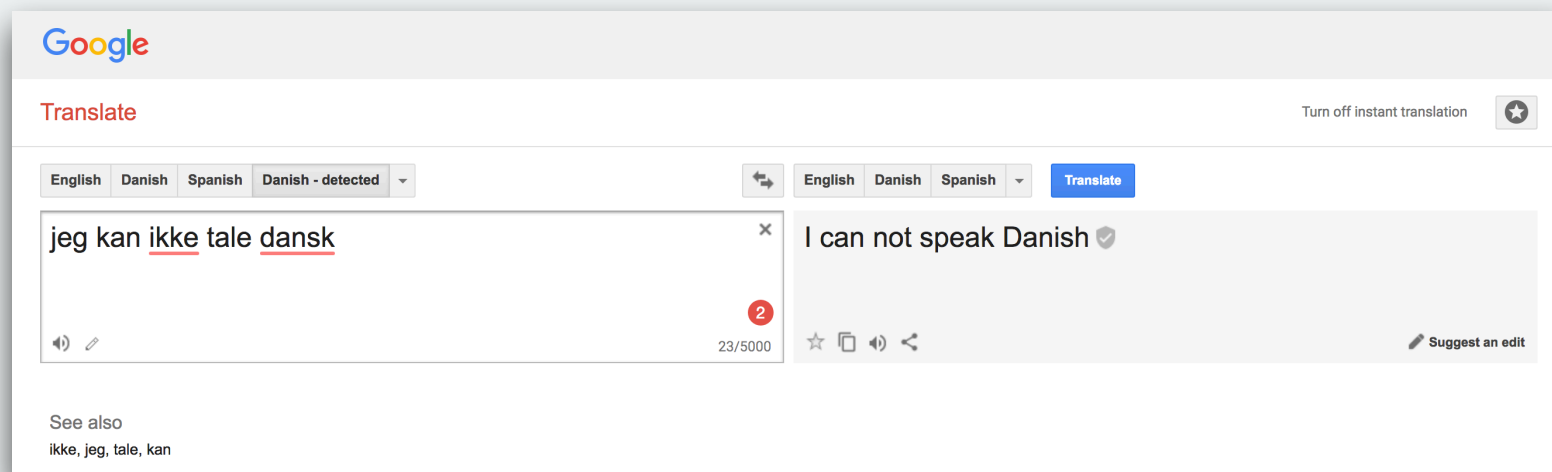 Google
Translate
Turn off instant translation
English Danish Spanish Danish - detected
English Danish Spanish Translate
jeg kan ikke tale dansk
I can not speak Danish
2
23/5000
Suggest an edit
See also
ikke, jeg, tale, kan